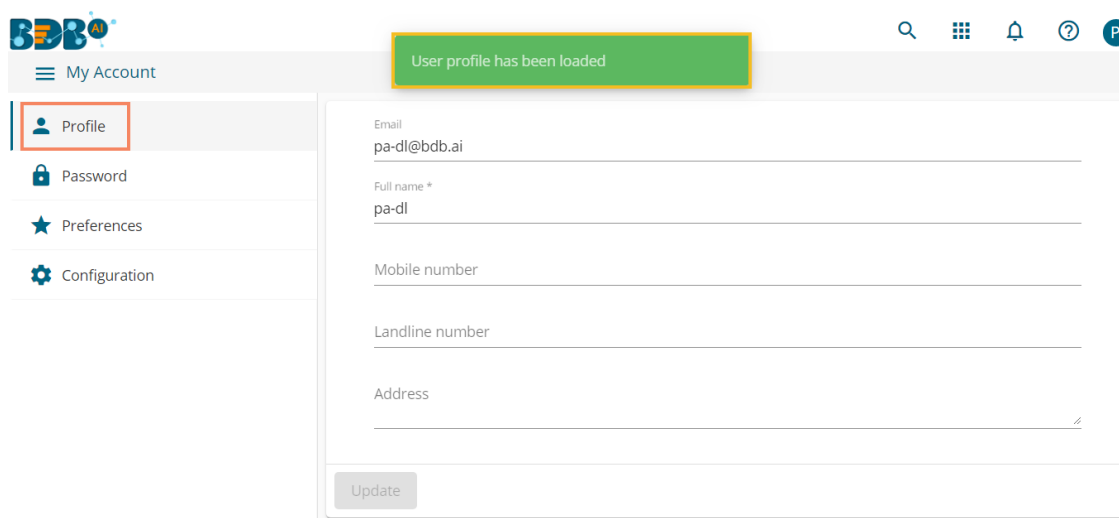 BDB AI
P
User profile has been loaded
My Account
Profile
Password
Preferences
Configuration
Email
pa-dl@bdb.ai
Full name *
pa-dl
Mobile number
Landline number
Address
Update